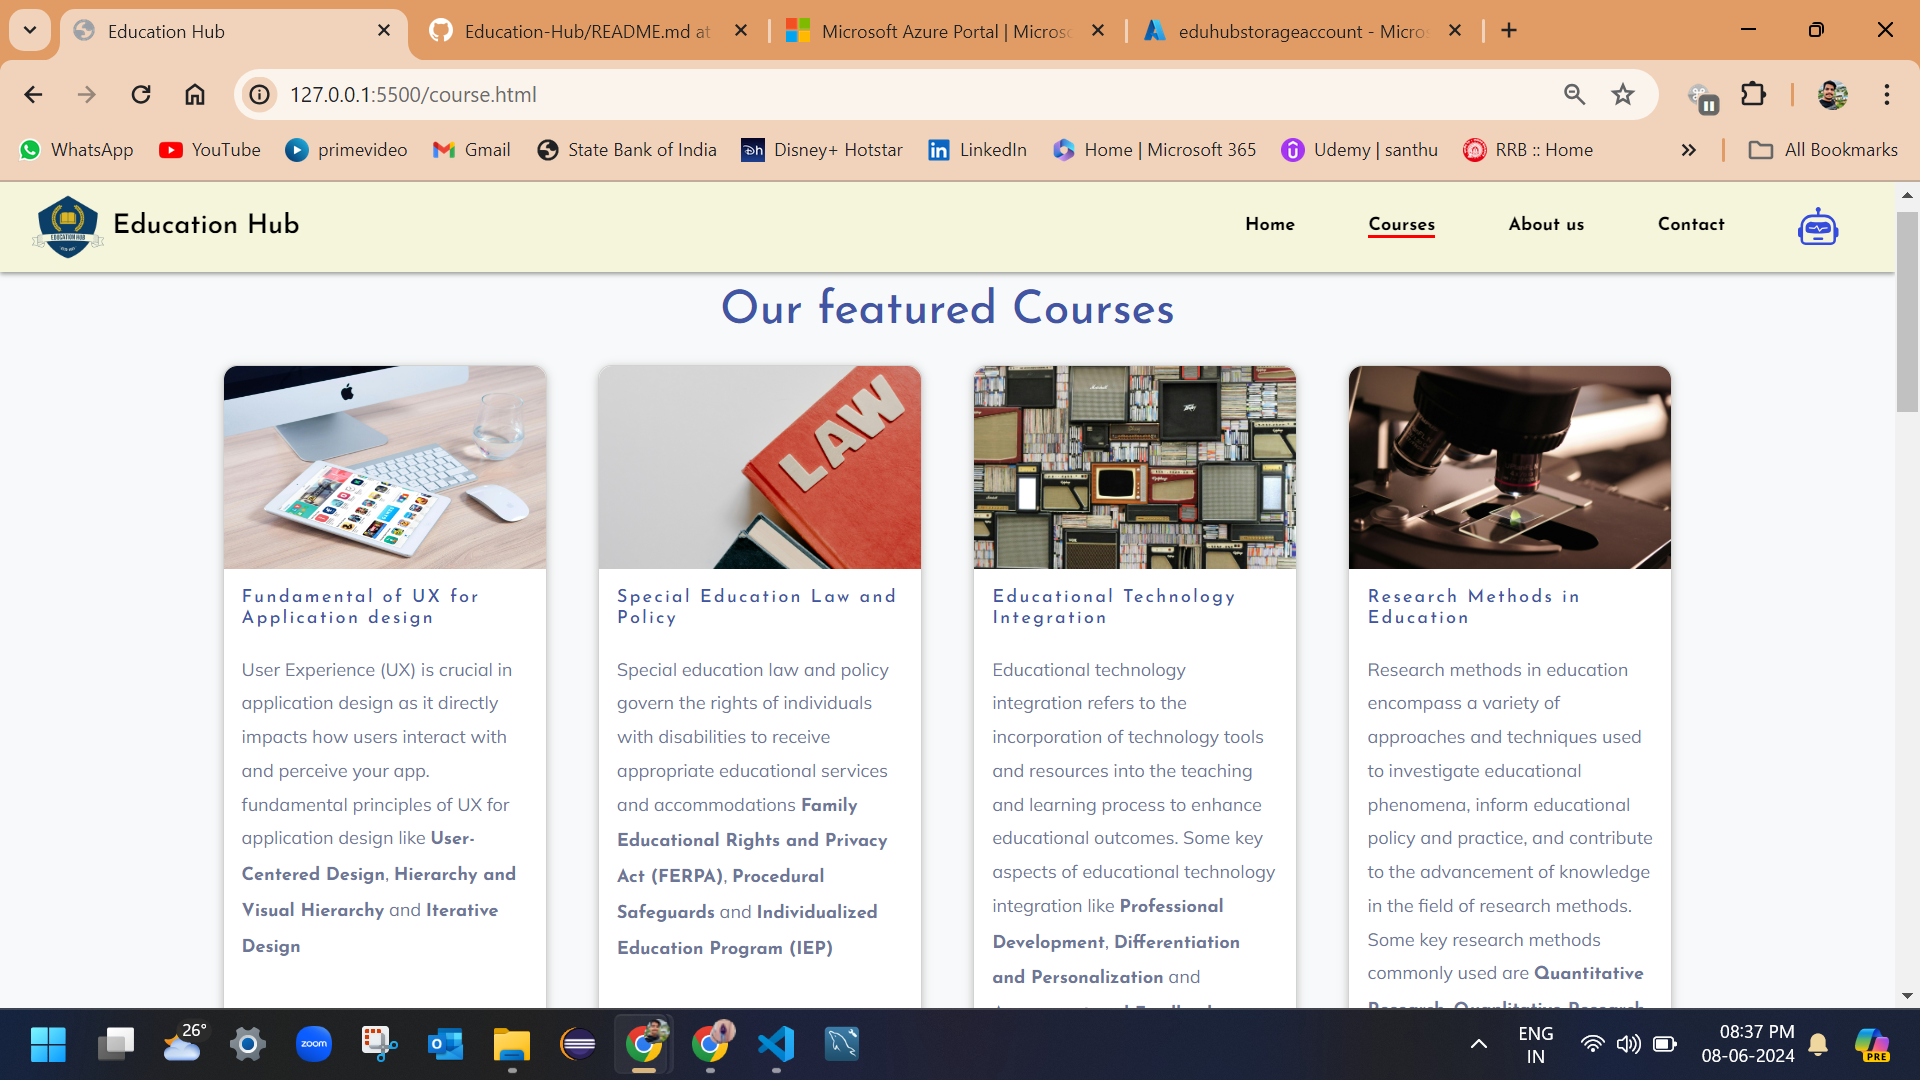 Education Hub
Education-Hub/README.md at
Microsoft Azure Portal | Micros
eduhubstorageaccount - Micro
127.0.0.1:5500/course.html
WhatsApp
YouTube
primevideo
Gmail
State Bank of India
Disney+ Hotstar
LinkedIn
Home | Microsoft 365
Udemy | santhu
RRB :: Home
All Bookmarks
EDUCATION HUB
Education Hub
Home
Courses
About us
Contact
Our featured Courses
LAW
Fundamental of UX for
Application design
User Experience (UX) is crucial in
application design as it directly
impacts how users interact with
and perceive your app.
fundamental principles of UX for
application design like User-
Centered Design, Hierarchy and
Visual Hierarchy and Iterative
Design
Special Education Law and
Policy
Special education law and policy
govern the rights of individuals
with disabilities to receive
appropriate educational services
and accommodations Family
Educational Rights and Privacy
Act (FERPA), Procedural
Safeguards and Individualized
Education Program (IEP)
Educational Technology
Integration
Educational technology
integration refers to the
incorporation of technology tools
and resources into the teaching
and learning process to enhance
educational outcomes. Some key
aspects of educational technology
integration like Professional
Development, Differentiation
and Personalization and
Research Methods in
Education
Research methods in education
encompass a variety of
approaches and techniques used
to investigate educational
phenomena, inform educational
policy and practice, and contribute
to the advancement of knowledge
in the field of research methods.
Some key research methods
commonly used are Quantitative
26°
zoom
ENG
IN
08:37 PM
08-06-2024
PRE